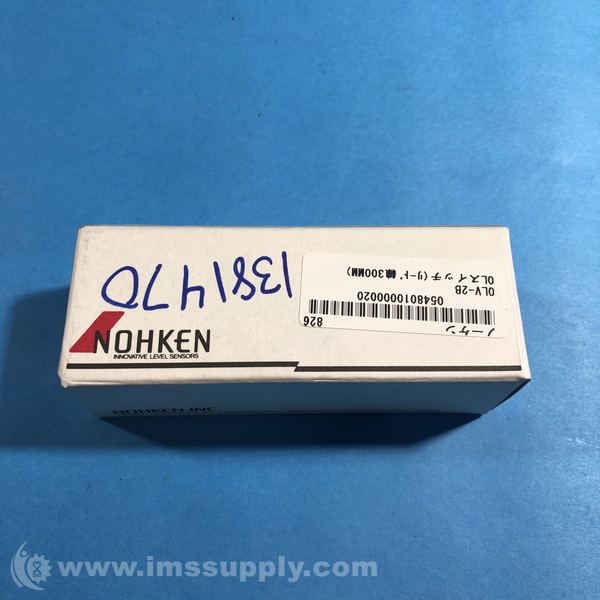 1381470
NOHKEN
INNOVATIVE LEVEL SENSORS
ノーケン
826
0548010000020
OLV-2B
OLスイッチ (リード線300MM)
NOHKEN INC
www.imssupply.com